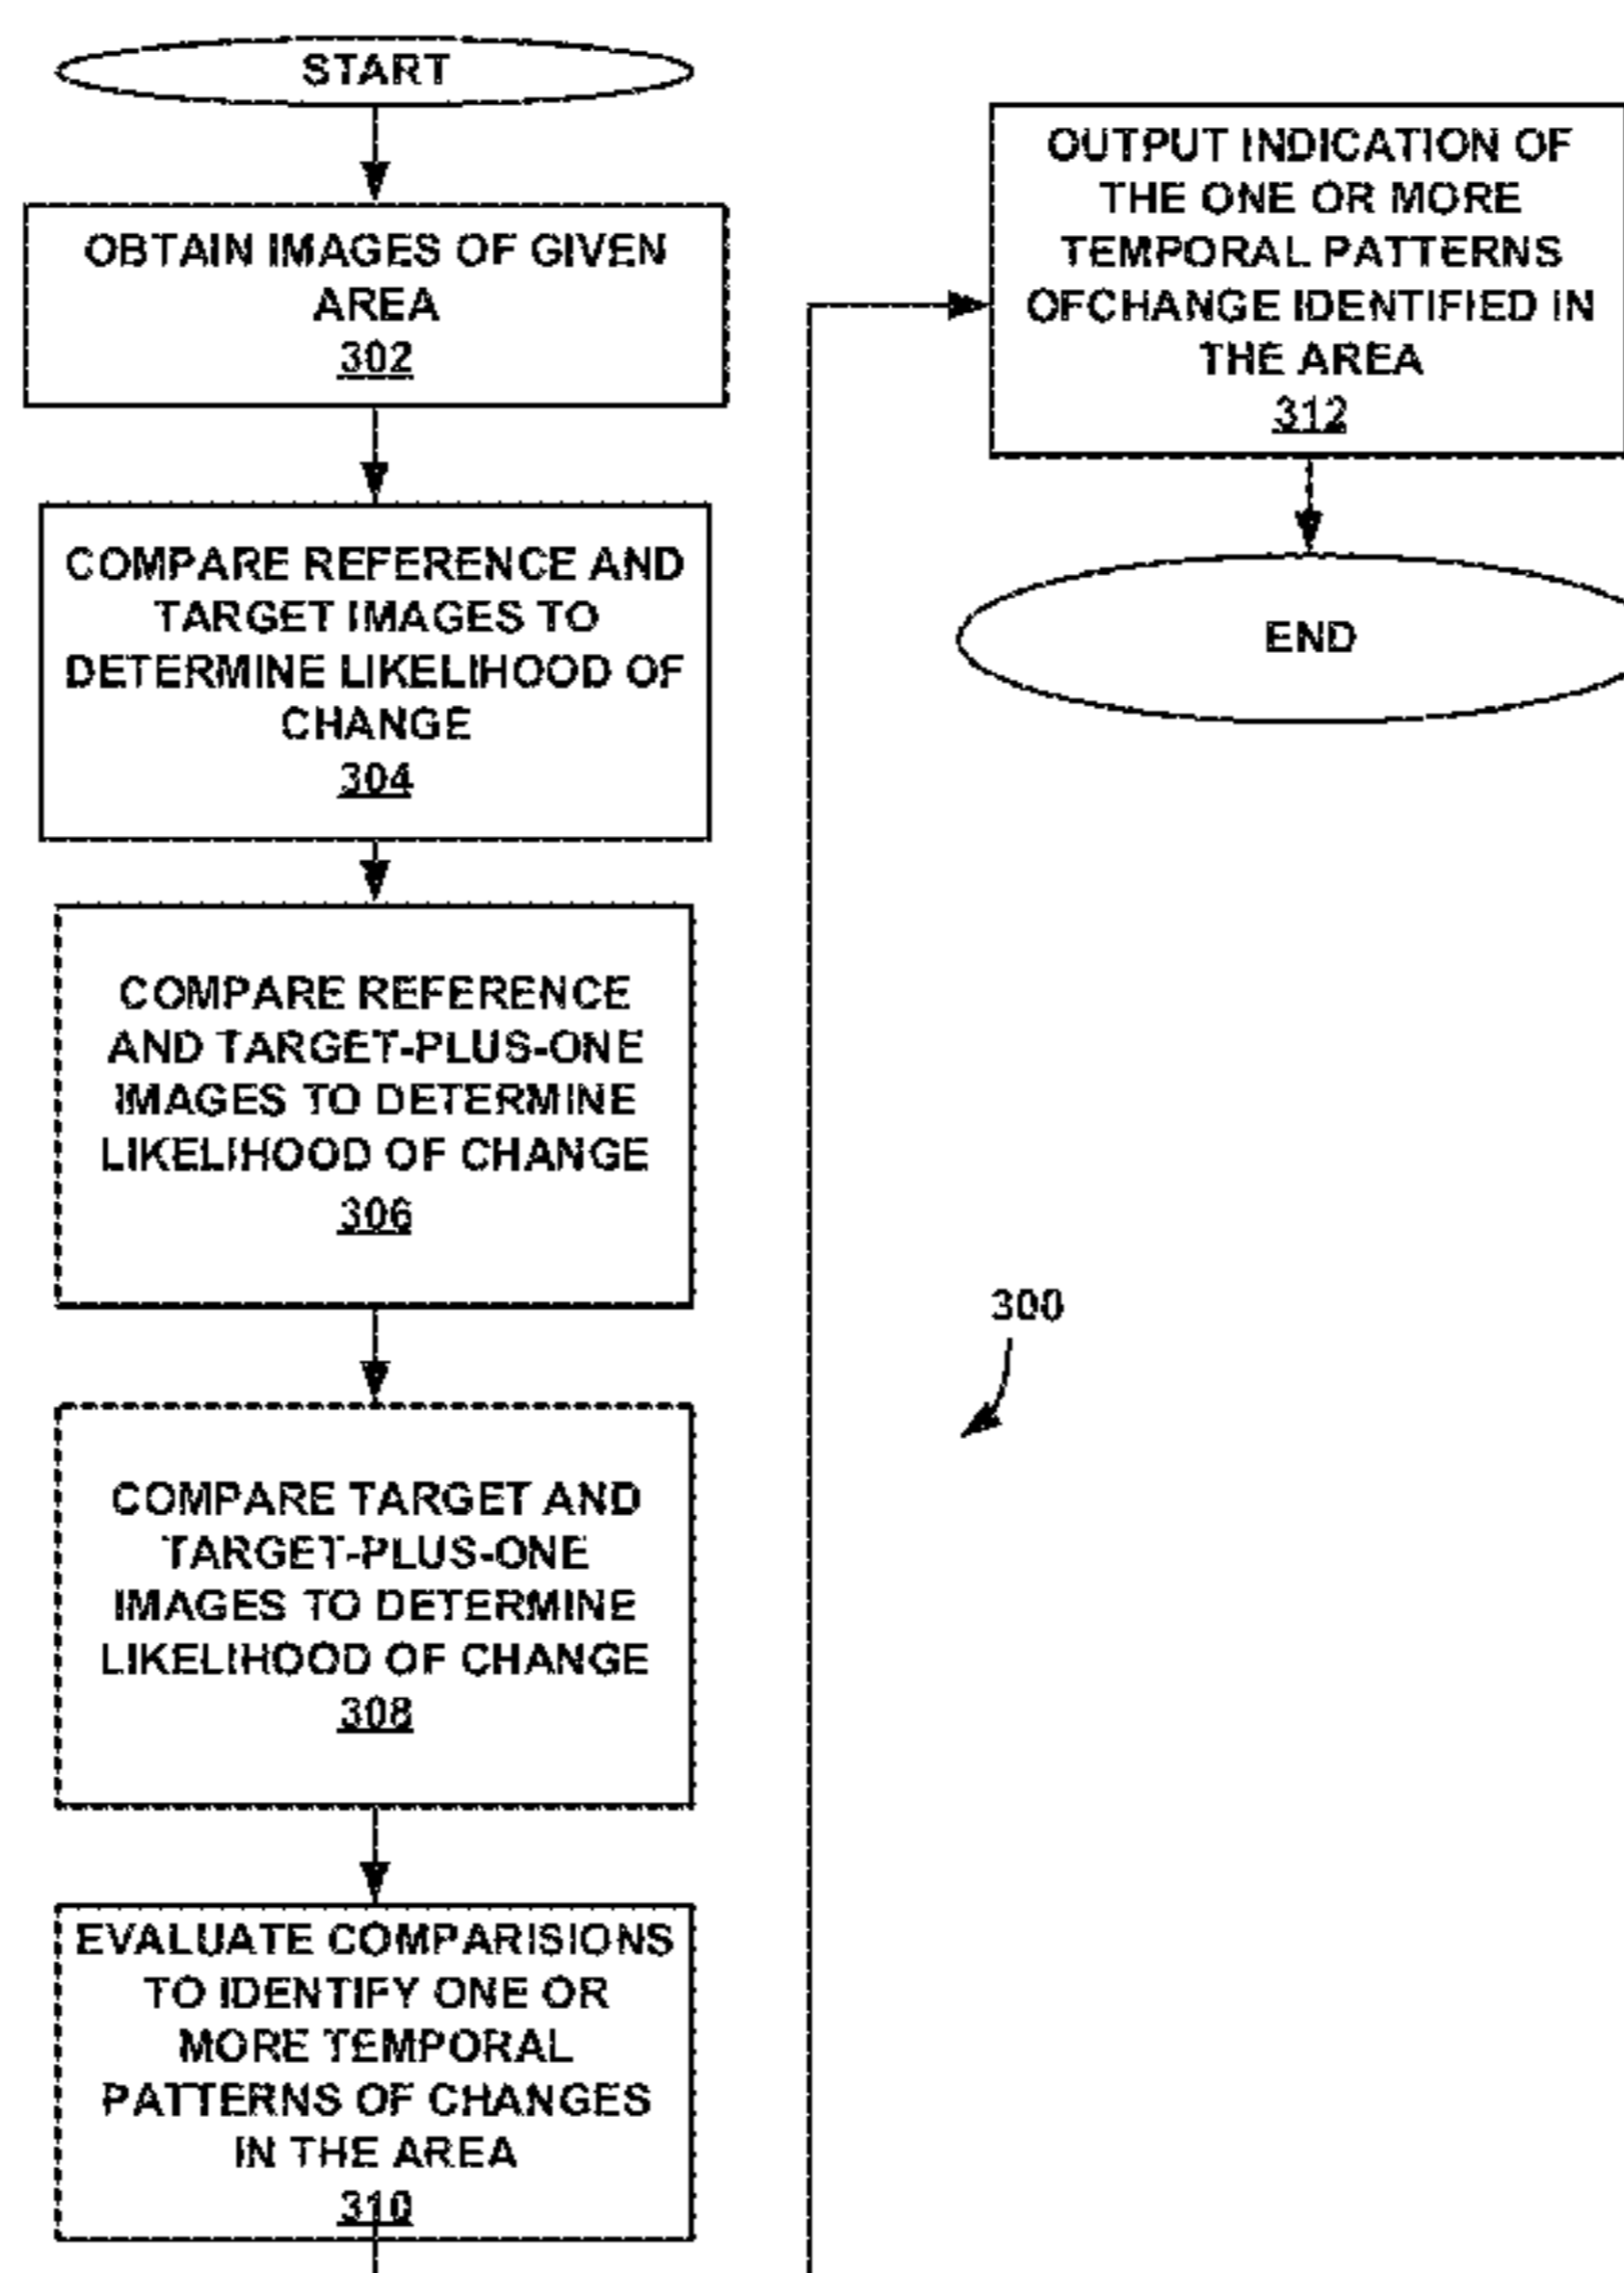 START
OBTAIN IMAGES OF GIVEN
AREA
302
COMPARE REFERENCE AND
TARGET IMAGES TO
DETERMINE LIKELIHOOD OF
CHANGE
304
COMPARE REFERENCE
AND TARGET-PLUS-ONE
IMAGES TO DETERMINE
LIKELIHOOD OF CHANGE
306
COMPARE TARGET AND
TARGET-PLUS-ONE
IMAGES TO DETERMINE
LIKELIHOOD OF CHANGE
308
EVALUATE COMPARISIONS
TO IDENTIFY ONE OR
MORE TEMPORAL
PATTERNS OF CHANGES
IN THE AREA
310
OUTPUT INDICATION OF
THE ONE OR MORE
TEMPORAL PATTERNS
OFCHANGE IDENTIFIED IN
THE AREA
312
END
300